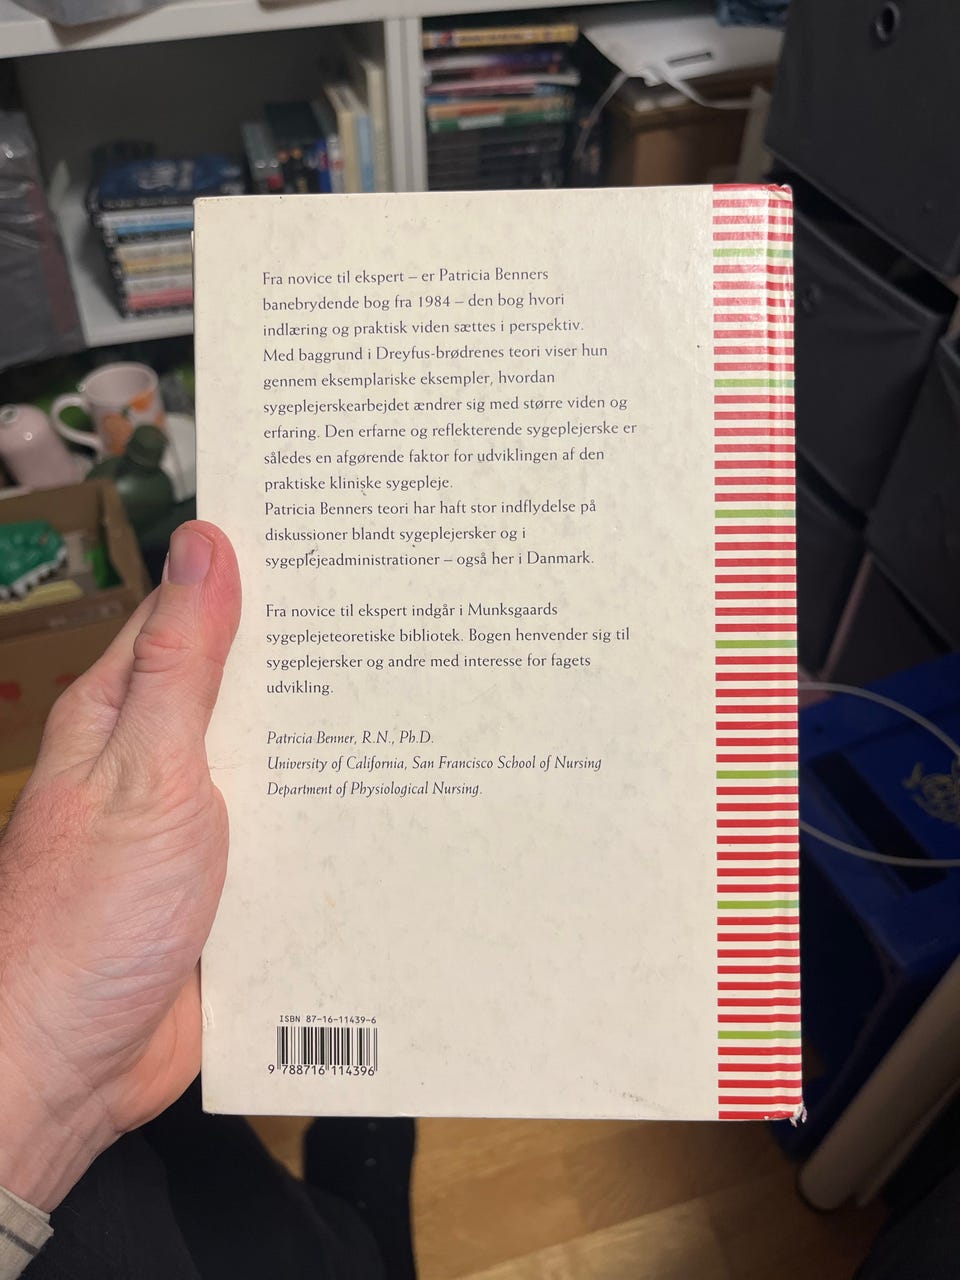 Fra novice til ekspert – er Patricia Benners
banebrydende bog fra 1984 – den bog hvori
indlæring og praktisk viden sættes i perspektiv.
Med baggrund i Dreyfus-brødrenes teori viser hun
gennem eksemplariske eksempler, hvordan
sygeplejerskearbejdet ændrer sig med større viden og
erfaring. Den erfarne og reflekterende sygeplejerske er
således en afgørende faktor for udviklingen af den
praktiske kliniske sygepleje.
Patricia Benners teori har haft stor indflydelse på
diskussioner blandt sygeplejersker og i
sygeplejeadministrationer – også her i Danmark.
Fra novice til ekspert indgår i Munksgaards
sygeplejeteoretiske bibliotek. Bogen henvender sig til
sygeplejersker og andre med interesse for fagets
udvikling.
Patricia Benner, R.N., Ph.D.
University of California, San Francisco School of Nursing
Department of Physiological Nursing.
ISBN 87-16-11439-6
9 788716 114396